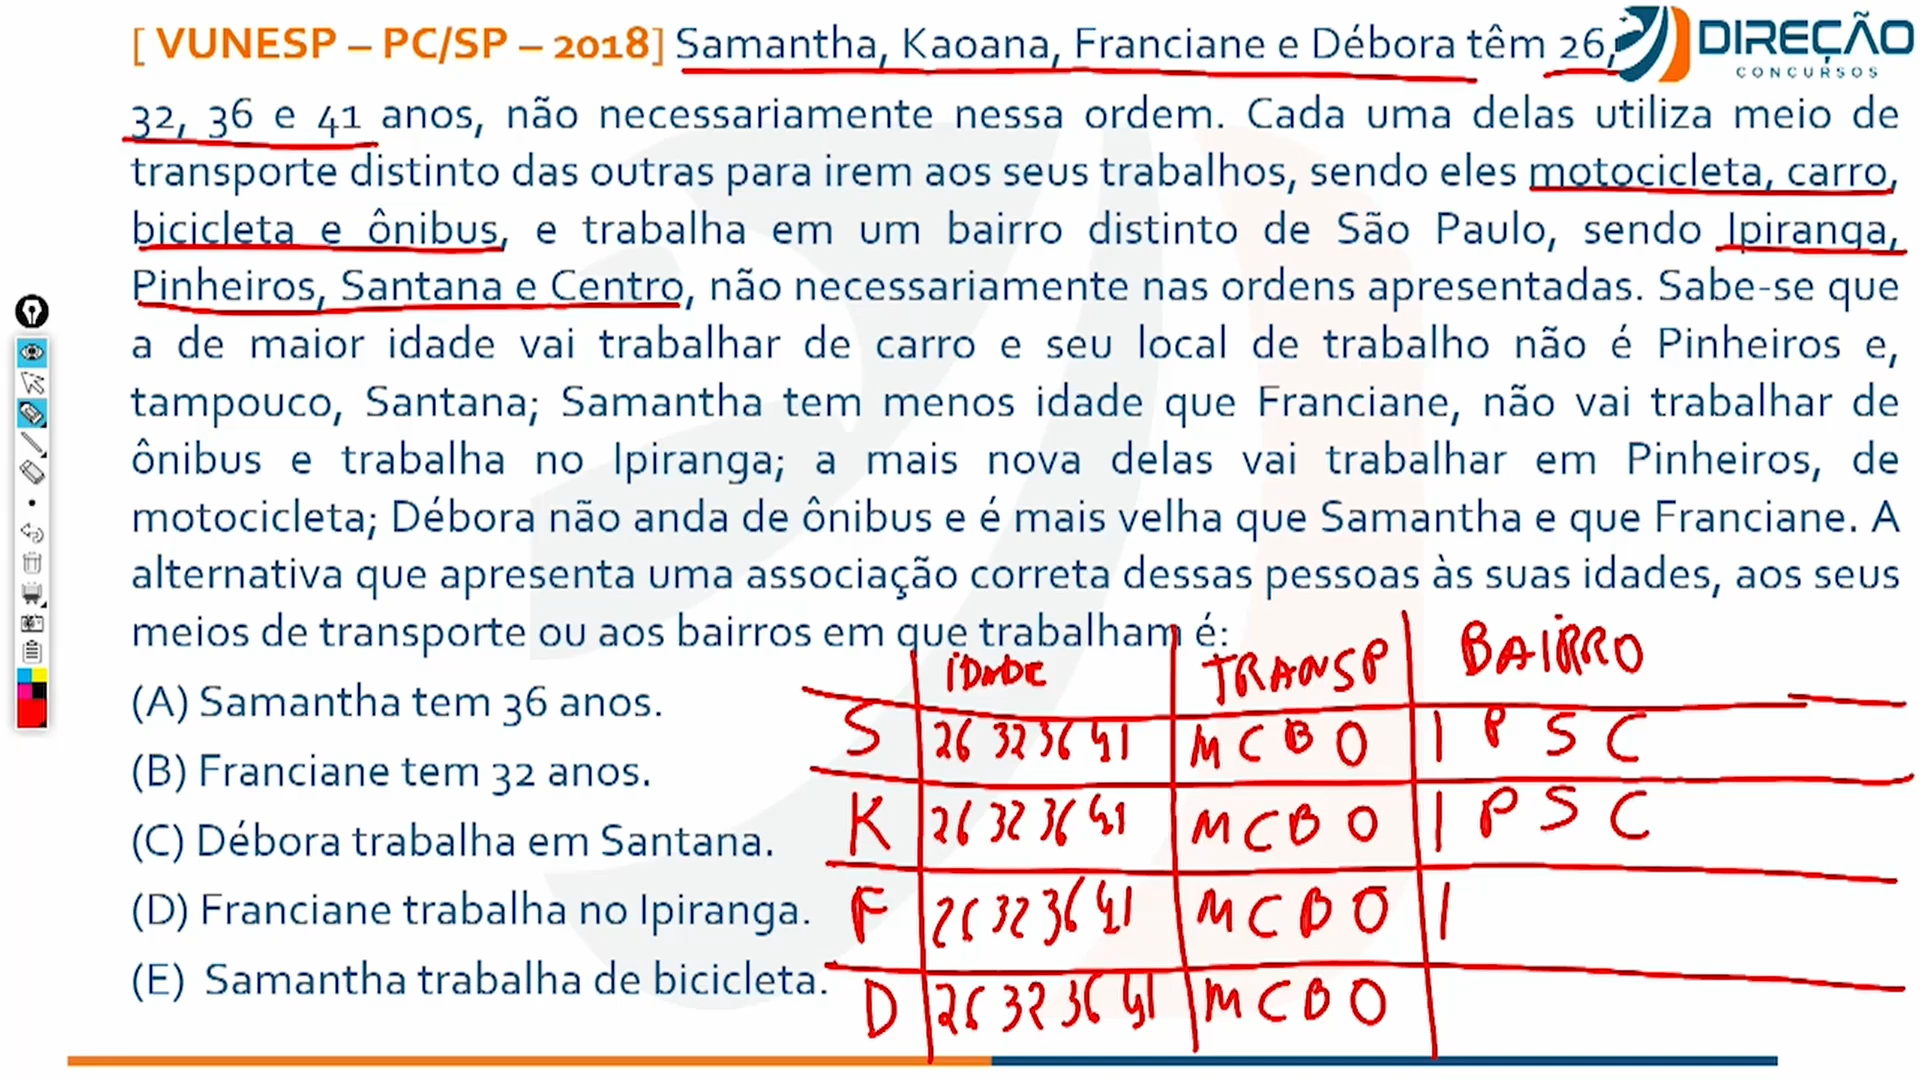 [ VUNESP – PC/SP – 2018] Samantha, Kaoana, Franciane e Débora têm 26,
DIREÇÃO
CONCURSOS
32, 36 e 41 anos, não necessariamente nessa ordem. Cada uma delas utiliza meio de
transporte distinto das outras para irem aos seus trabalhos, sendo eles motocicleta, carro,
bicicleta e ônibus, e trabalha em um bairro distinto de São Paulo, sendo Ipiranga,
Pinheiros, Santana e Centro, não necessariamente nas ordens apresentadas. Sabe-se que
a de maior idade vai trabalhar de carro e seu local de trabalho não é Pinheiros e,
tampouco, Santana; Samantha tem menos idade que Franciane, não vai trabalhar de
ônibus e trabalha no Ipiranga; a mais nova delas vai trabalhar em Pinheiros, de
motocicleta; Débora não anda de ônibus e é mais velha que Samantha e que Franciane. A
alternativa que apresenta uma associação correta dessas pessoas às suas idades, aos seus
meios de transporte ou aos bairros em que trabalham é:
(A) Samantha tem 36 anos.
(B) Franciane tem 32 anos.
(C) Débora trabalha em Santana.
(D) Franciane trabalha no Ipiranga.
(E) Samantha trabalha de bicicleta.
IDADE TRANSP BAIRRO
S 26 32 36 41 M C B O I P S C
K 26 32 36 41 M C B O I P S C
F 26 32 36 41 M C B O I
D 26 32 36 41 M C B O